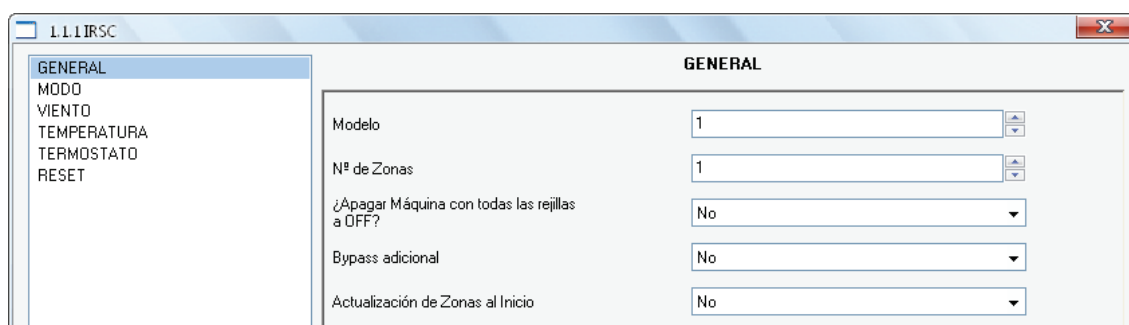 1.1.1 IRSC
GENERAL
MODO
VIENTO
TEMPERATURA
TERMOSTATO
RESET
GENERAL
Modelo 1
Nº de Zonas 1
¿Apagar Máquina con todas las rejillas
a OFF? No
Bypass adicional No
Actualización de Zonas al Inicio No